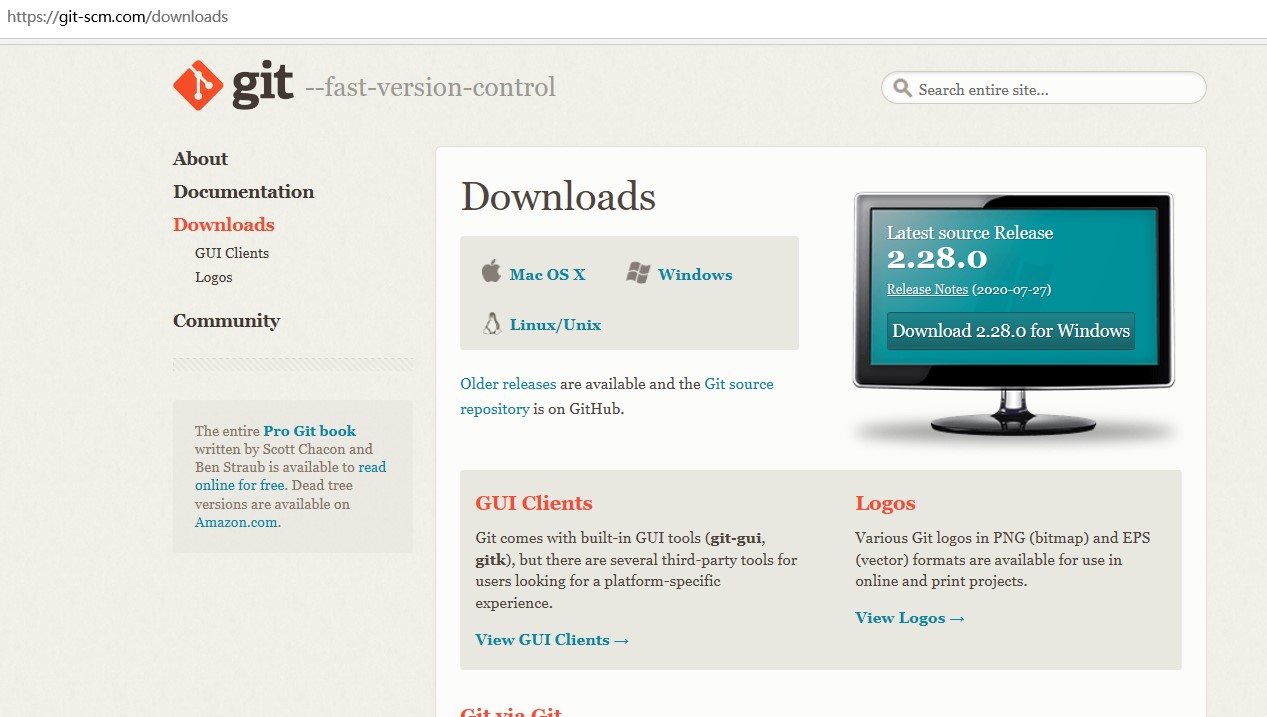 https://git-scm.com/downloads
git --fast-version-control
Search entire site...
About
Documentation
Downloads
GUI Clients
Logos
Community
The entire Pro Git book
written by Scott Chacon and
Ben Straub is available to read
online for free. Dead tree
versions are available on
Amazon.com.
Downloads
Mac OS X
Windows
Linux/Unix
Older releases are available and the Git source
repository is on GitHub.
Latest source Release
2.28.0
Release Notes (2020-07-27)
Download 2.28.0 for Windows
GUI Clients
Git comes with built-in GUI tools (git-gui,
gitk), but there are several third-party tools for
users looking for a platform-specific
experience.
View GUI Clients →
Logos
Various Git logos in PNG (bitmap) and EPS
(vector) formats are available for use in
online and print projects.
View Logos →
Git via Git